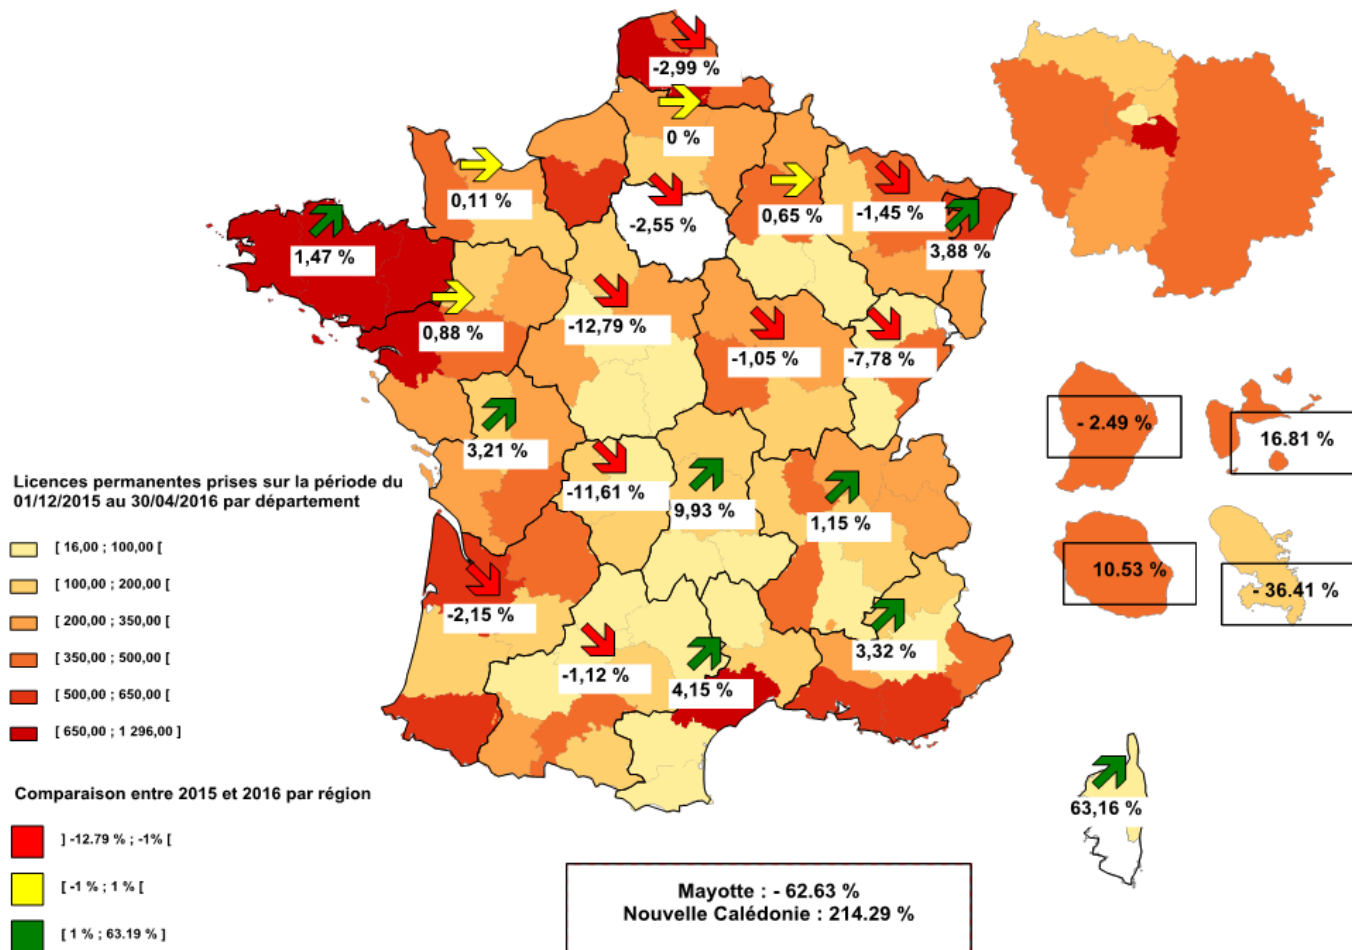 -2,99 %
0 %
0,11 %
-2,55 %
0,65 %
-1,45 %
3,88 %
1,47 %
0,88 %
-12,79 %
-1,05 %
-7,78 %
3,21 %
-11,61 %
9,93 %
1,15 %
-2,15 %
-1,12 %
4,15 %
3,32 %
63,16 %
- 2.49 %
16.81 %
10.53 %
- 36.41 %
Licences permanentes prises sur la période du
01/12/2015 au 30/04/2016 par département
[ 16,00 ; 100,00 [
[ 100,00 ; 200,00 [
[ 200,00 ; 350,00 [
[ 350,00 ; 500,00 [
[ 500,00 ; 650,00 [
[ 650,00 ; 1 296,00 ]
Comparaison entre 2015 et 2016 par région
] -12.79 % ; -1% [
[ -1 % ; 1 % [
[ 1 % ; 63.19 % ]
Mayotte : - 62.63 %
Nouvelle Calédonie : 214.29 %